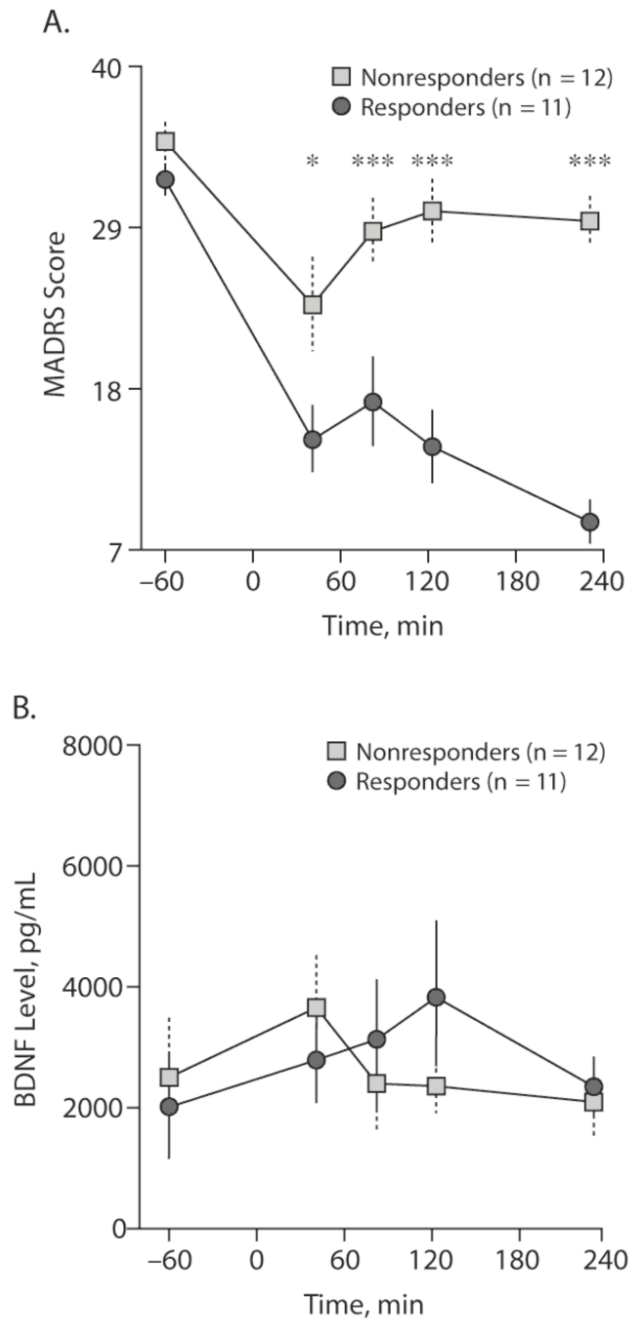 A.
40
29
18
7
MADRS Score
Nonresponders (n = 12)
Responders (n = 11)
* *** *** ***
–60 0 60 120 180 240
Time, min
B.
8000
6000
4000
2000
0
BDNF Level, pg/mL
Nonresponders (n = 12)
Responders (n = 11)
–60 0 60 120 180 240
Time, min